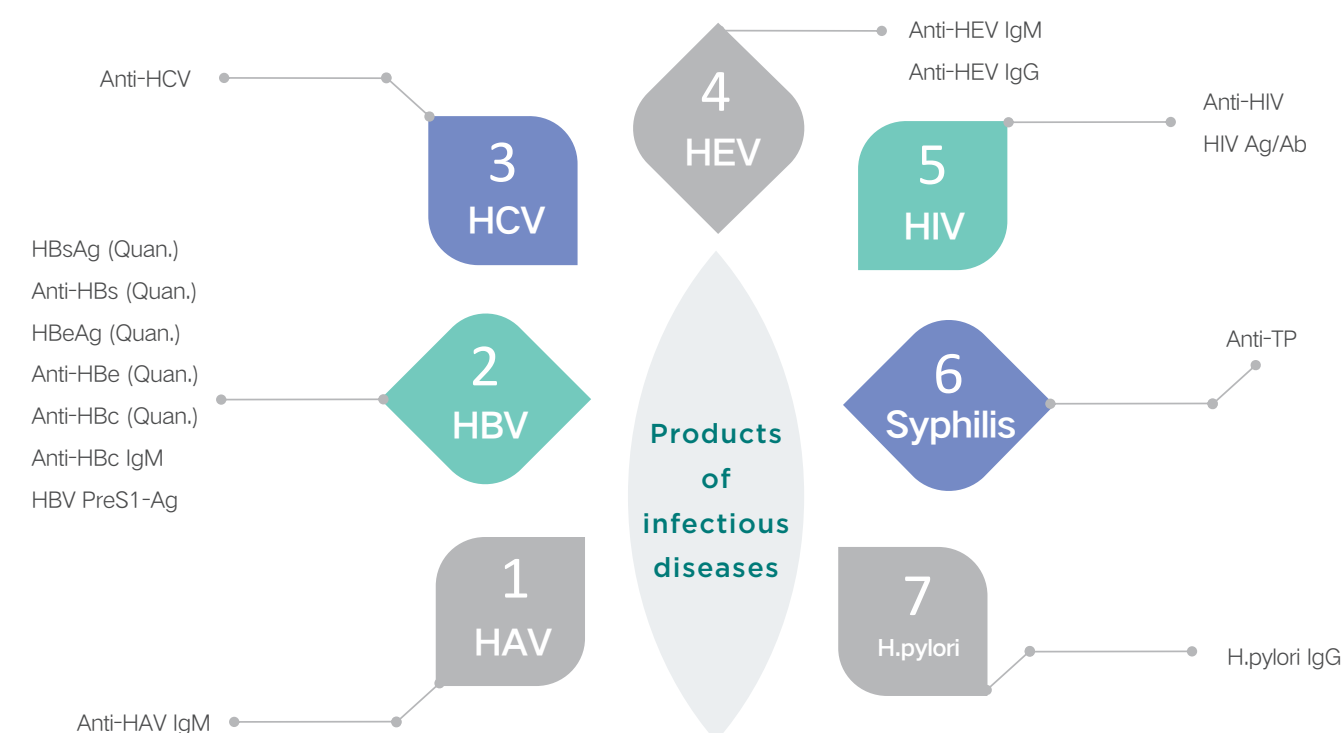 Anti-HAV IgM
1
HAV
HBsAg (Quan.)
Anti-HBs (Quan.)
HBeAg (Quan.)
Anti-HBe (Quan.)
Anti-HBc (Quan.)
Anti-HBc IgM
HBV PreS1-Ag
2
HBV
Anti-HCV
3
HCV
4
HEV
Anti-HEV IgM
Anti-HEV IgG
5
HIV
Anti-HIV
HIV Ag/Ab
6
Syphilis
Anti-TP
7
H.pylori
H.pylori IgG
Products
of
infectious
diseases